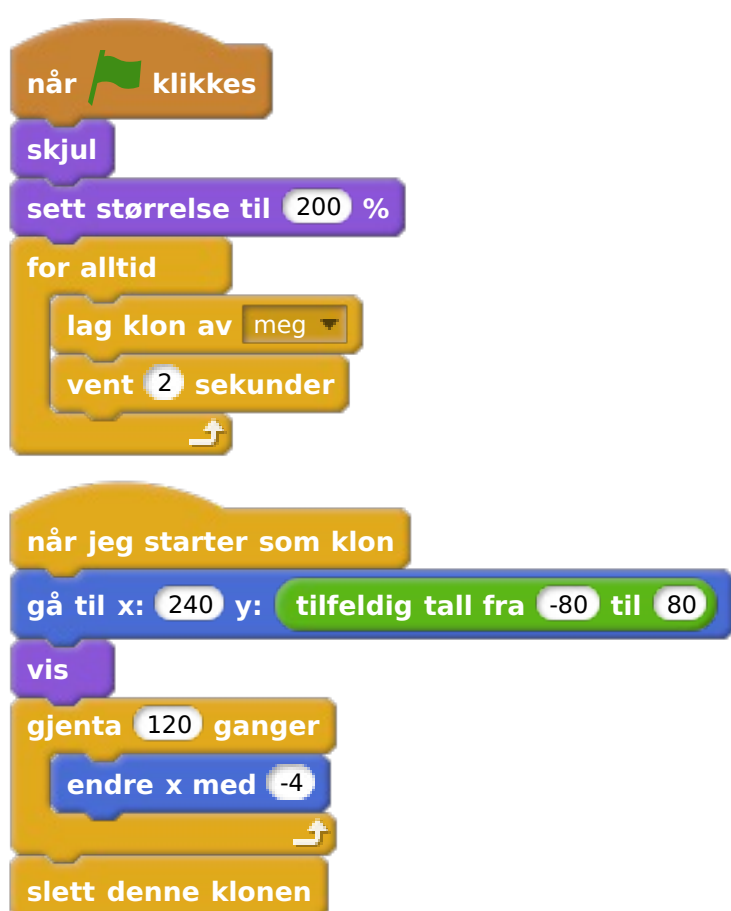 når klikkes
skjul
sett størrelse til 200 %
for alltid
lag klon av meg
vent 2 sekunder
når jeg starter som klon
gå til x: 240 y: tilfeldig tall fra -80 til 80
vis
gjenta 120 ganger
endre x med -4
slett denne klonen